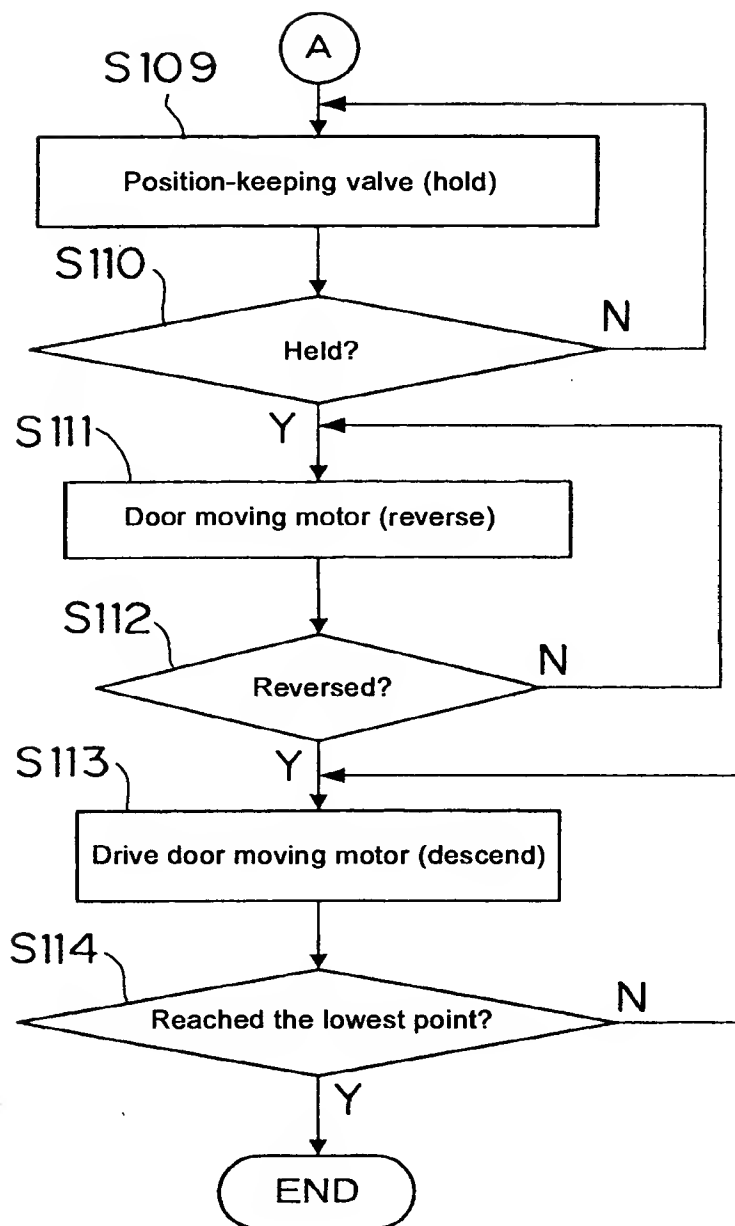 A
S109
Position-keeping valve (hold)
S110
N
Held?
Y
S111
Door moving motor (reverse)
S112
N
Reversed?
Y
S113
Drive door moving motor (descend)
S114
N
Reached the lowest point?
Y
END